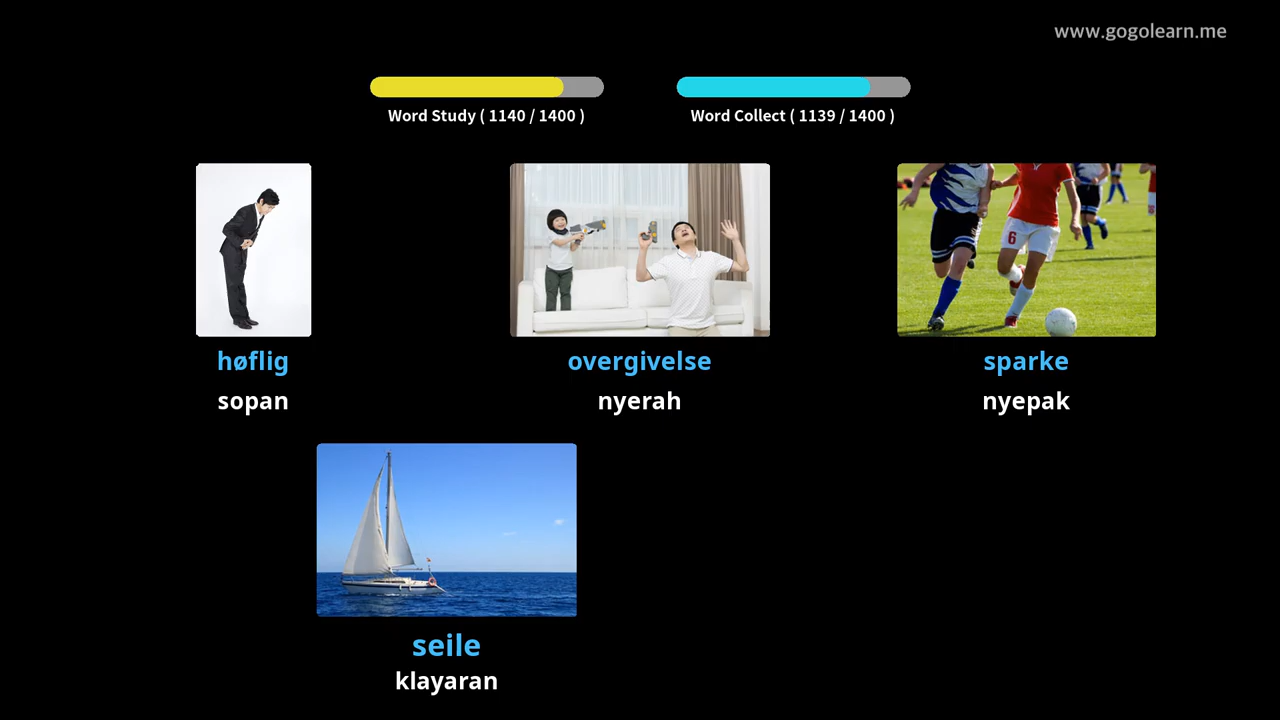 www.gogolearn.me
Word Study ( 1140 / 1400 )
Word Collect ( 1139 / 1400 )
høflig
sopan
overgivelse
nyerah
sparke
nyepak
6
seile
klayaran